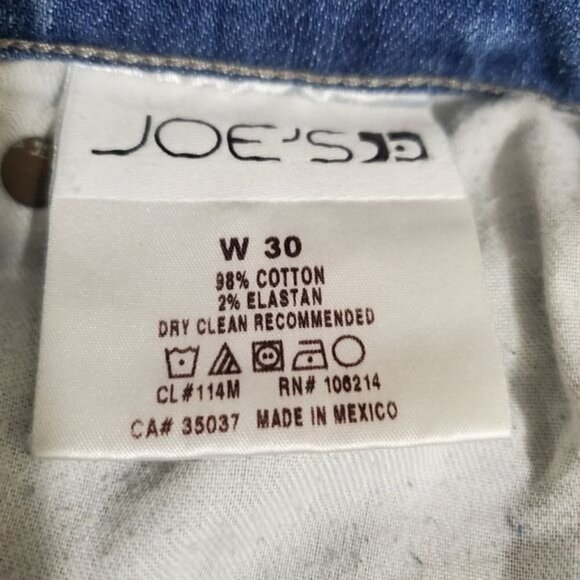 JOE'S
W 30
98% COTTON
2% ELASTAN
DRY CLEAN RECOMMENDED
CL#114M RN# 106214
CA# 35037 MADE IN MEXICO